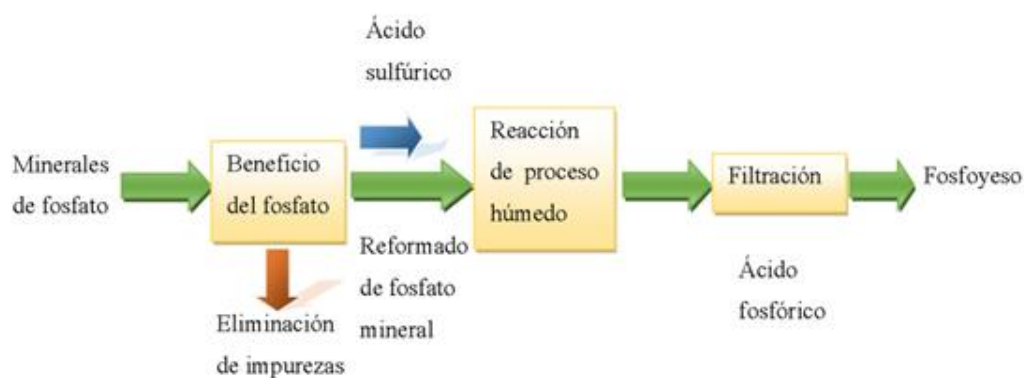 Ácido
sulfúrico
Minerales
de fosfato
Beneficio
del fosfato
Reacción
de proceso
húmedo
Filtración
Fosfoyeso
Reformado
de fosfato
mineral
Ácido
fosfórico
Eliminación
de impurezas